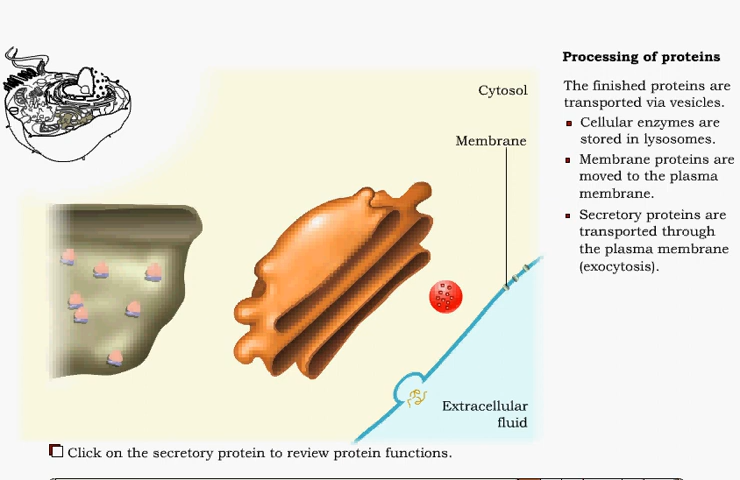 Processing of proteins
Cytosol
The finished proteins are
transported via vesicles.
Cellular enzymes are
stored in lysosomes.
Membrane
Membrane proteins are
moved to the plasma
membrane.
Secretory proteins are
transported through
the plasma membrane
(exocytosis).
Extracellular
fluid
Click on the secretory protein to review protein functions.